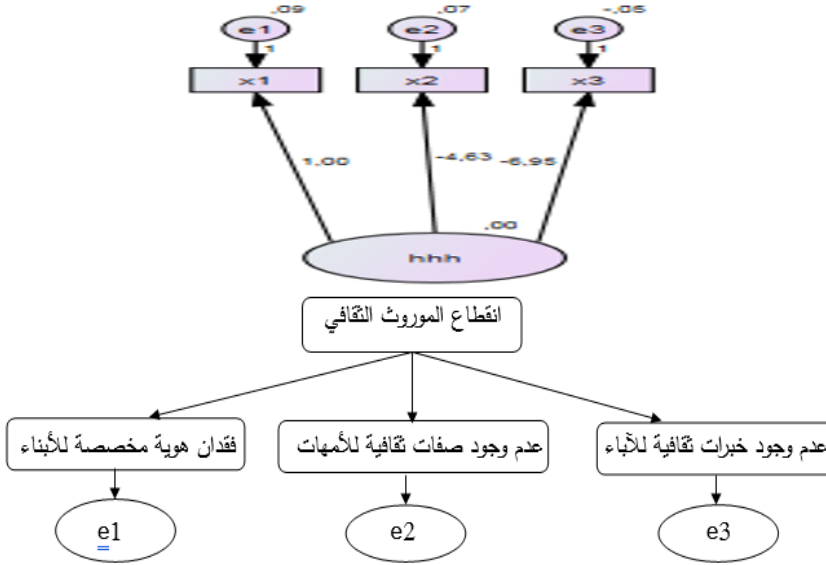 .09 .07 -.05
e1 e2 e3
1 1 1
x1 x2 x3
1.00 -4.63 -6.95
.00
hhh
انقطاع الموروث الثقافي
عدم وجود خبرات ثقافية للآباء عدم وجود صفات ثقافية للأمهات فقدان هوية مخصصة للأبناء
e1 e2 e3